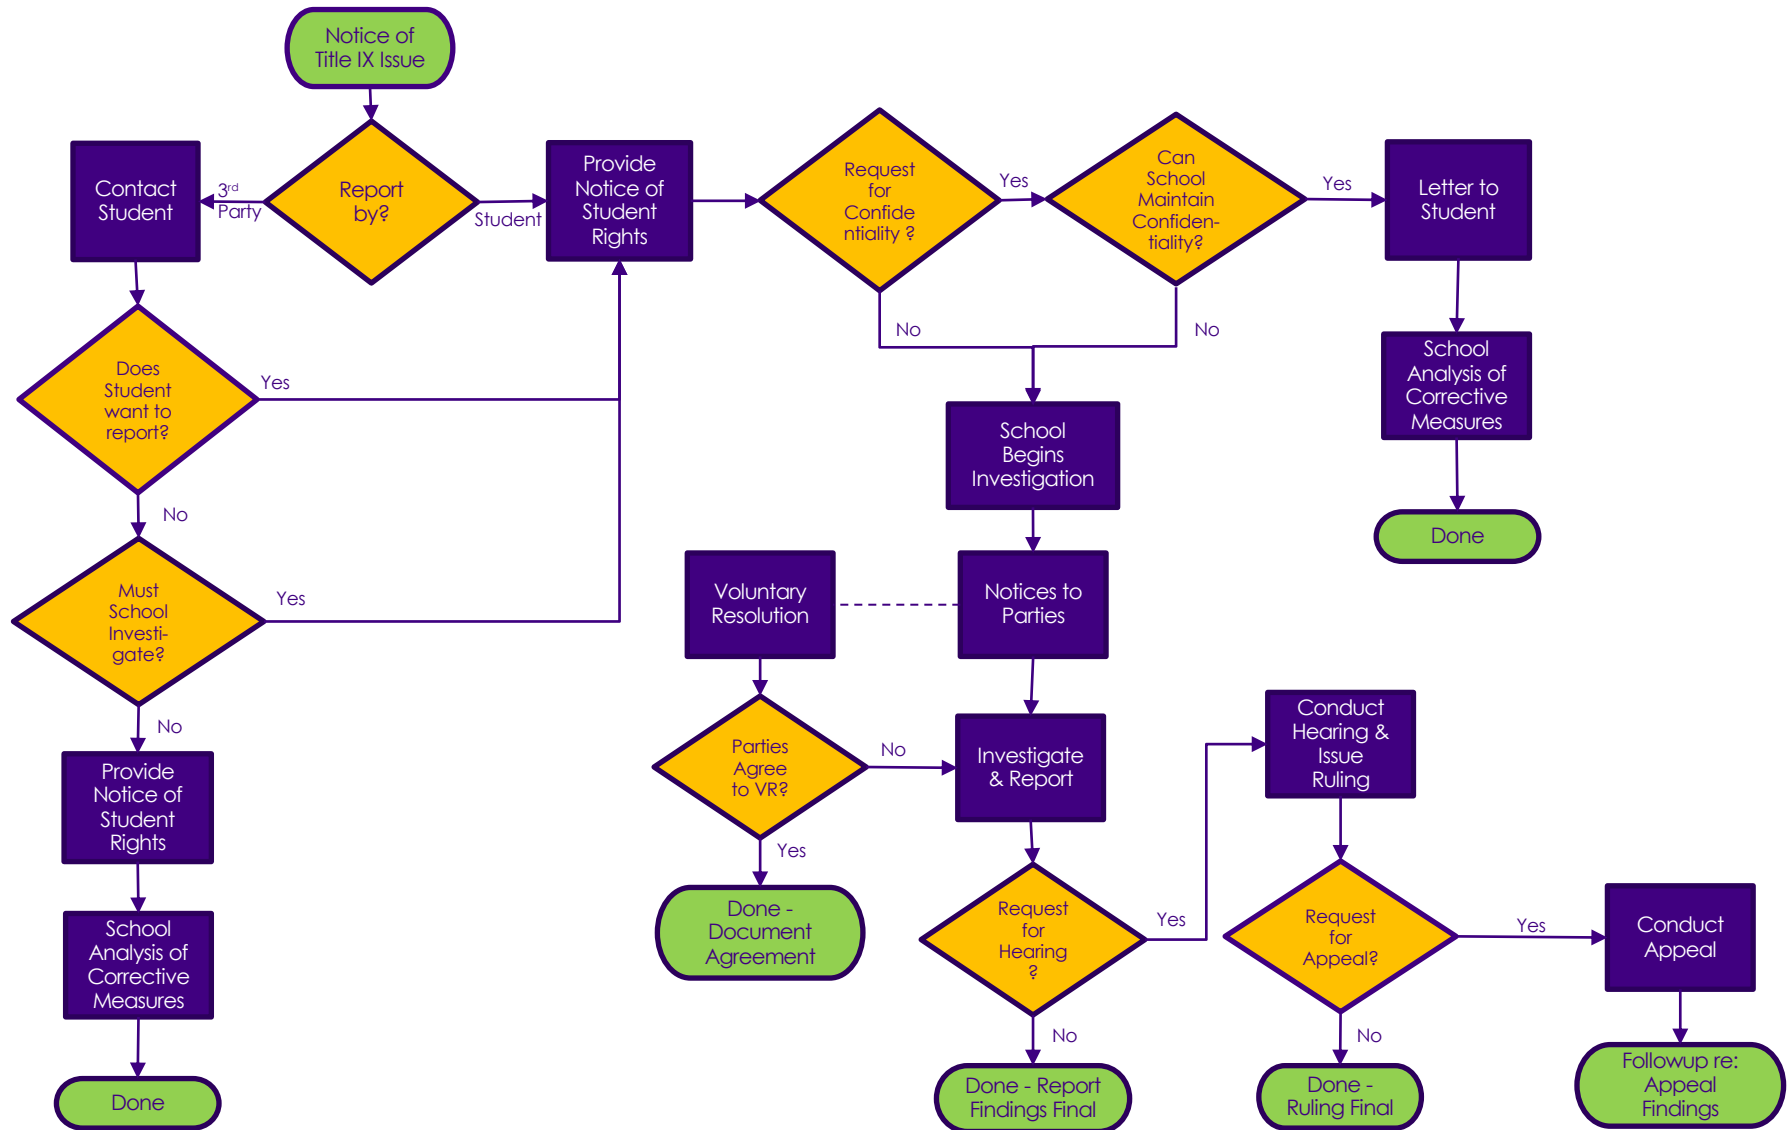 Notice of
Title IX Issue
Contact
Student
3rd
Party
Report
by?
Student
Provide
Notice of
Student
Rights
Request
for
Confide
ntiality ?
Yes
Can
School
Maintain
Confiden-
tiality?
Yes
Letter to
Student
No
No
School
Analysis of
Corrective
Measures
Done
Does
Student
want to
report?
Yes
No
Must
School
Investi-
gate?
Yes
No
Provide
Notice of
Student
Rights
School
Analysis of
Corrective
Measures
Done
School
Begins
Investigation
Voluntary
Resolution
Notices to
Parties
Parties
Agree
to VR?
No
Yes
Done -
Document
Agreement
Investigate
& Report
Request
for
Hearing
?
Yes
No
Done - Report
Findings Final
Conduct
Hearing &
Issue
Ruling
Request
for
Appeal?
Yes
No
Done -
Ruling Final
Conduct
Appeal
Followup re:
Appeal
Findings